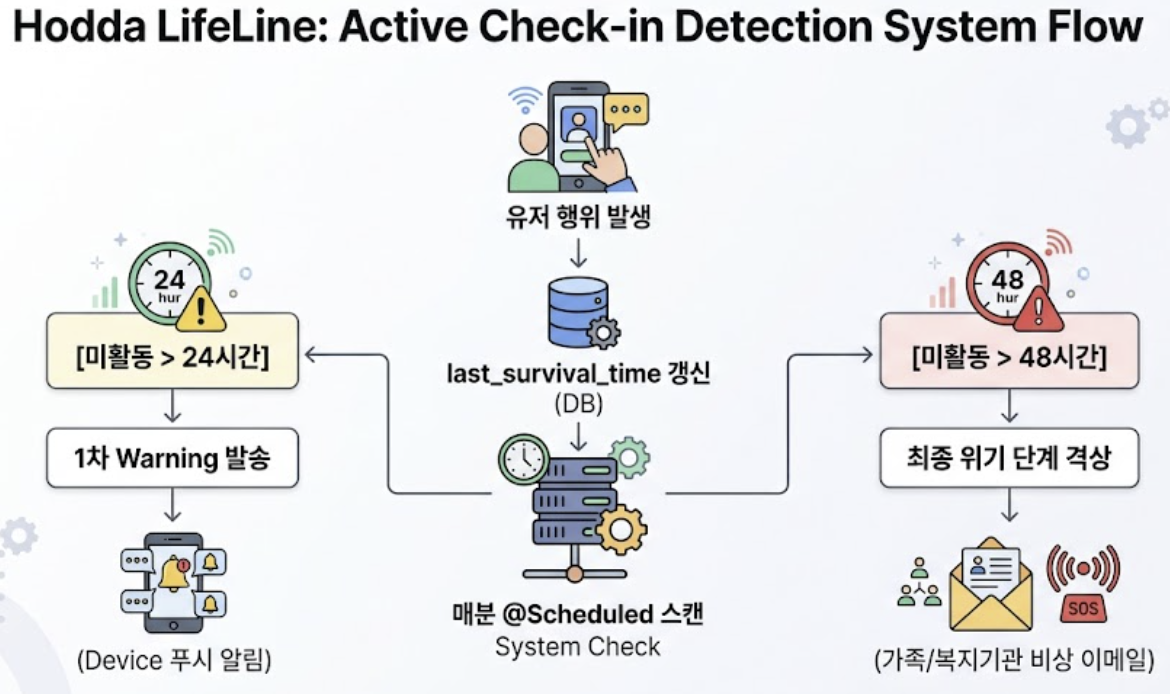 Hodda LifeLine: Active Check-in Detection System Flow
유저 행위 발생
last_survival_time 갱신
(DB)
매분 @Scheduled 스캔
System Check
24
hur
[미활동 > 24시간]
1차 Warning 발송
(Device 푸시 알림)
48
hur
[미활동 > 48시간]
최종 위기 단계 격상
SOS
(가족/복지기관 비상 이메일)